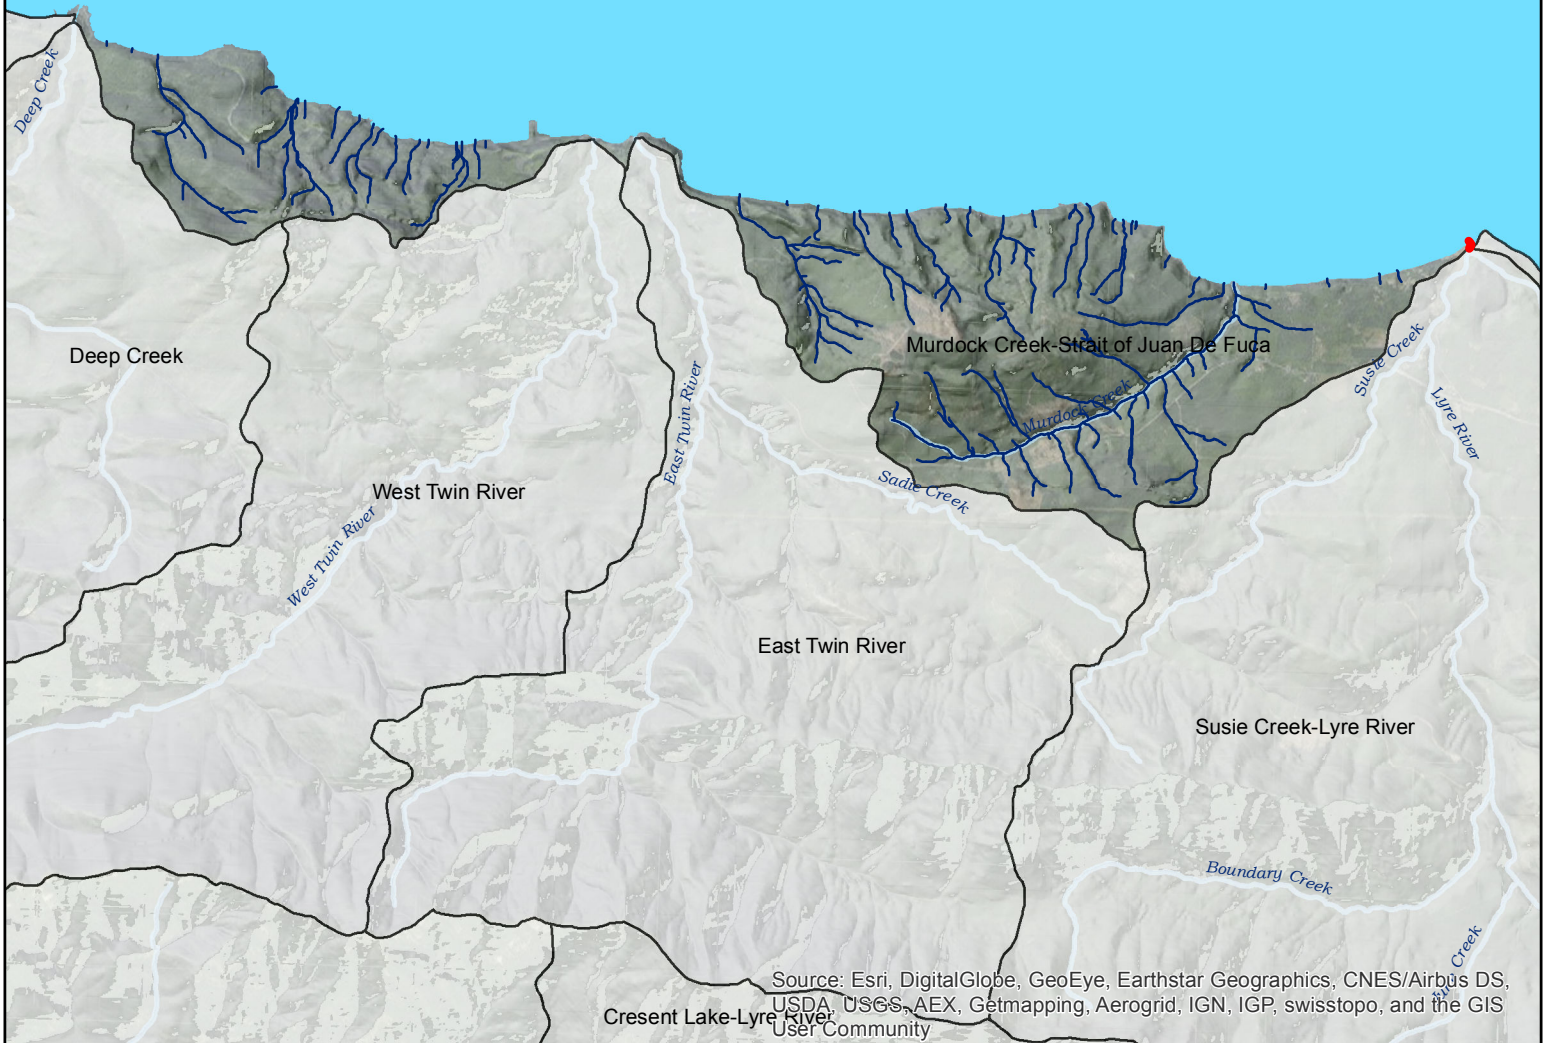 Deep Creek
Deep Creek
Murdock Creek-Strait of Juan De Fuca
Susie Creek
Murdock Creek
East Twin River
Lyre River
West Twin River
Sadie Creek
West Twin River
East Twin River
Susie Creek-Lyre River
Boundary Creek
Creek
Source: Esri, DigitalGlobe, GeoEye, Earthstar Geographics, CNES/Airbus DS,
USDA, USGS, AEX, Getmapping, Aerogrid, IGN, IGP, swisstopo, and the GIS
User Community
Cresent Lake-Lyre River